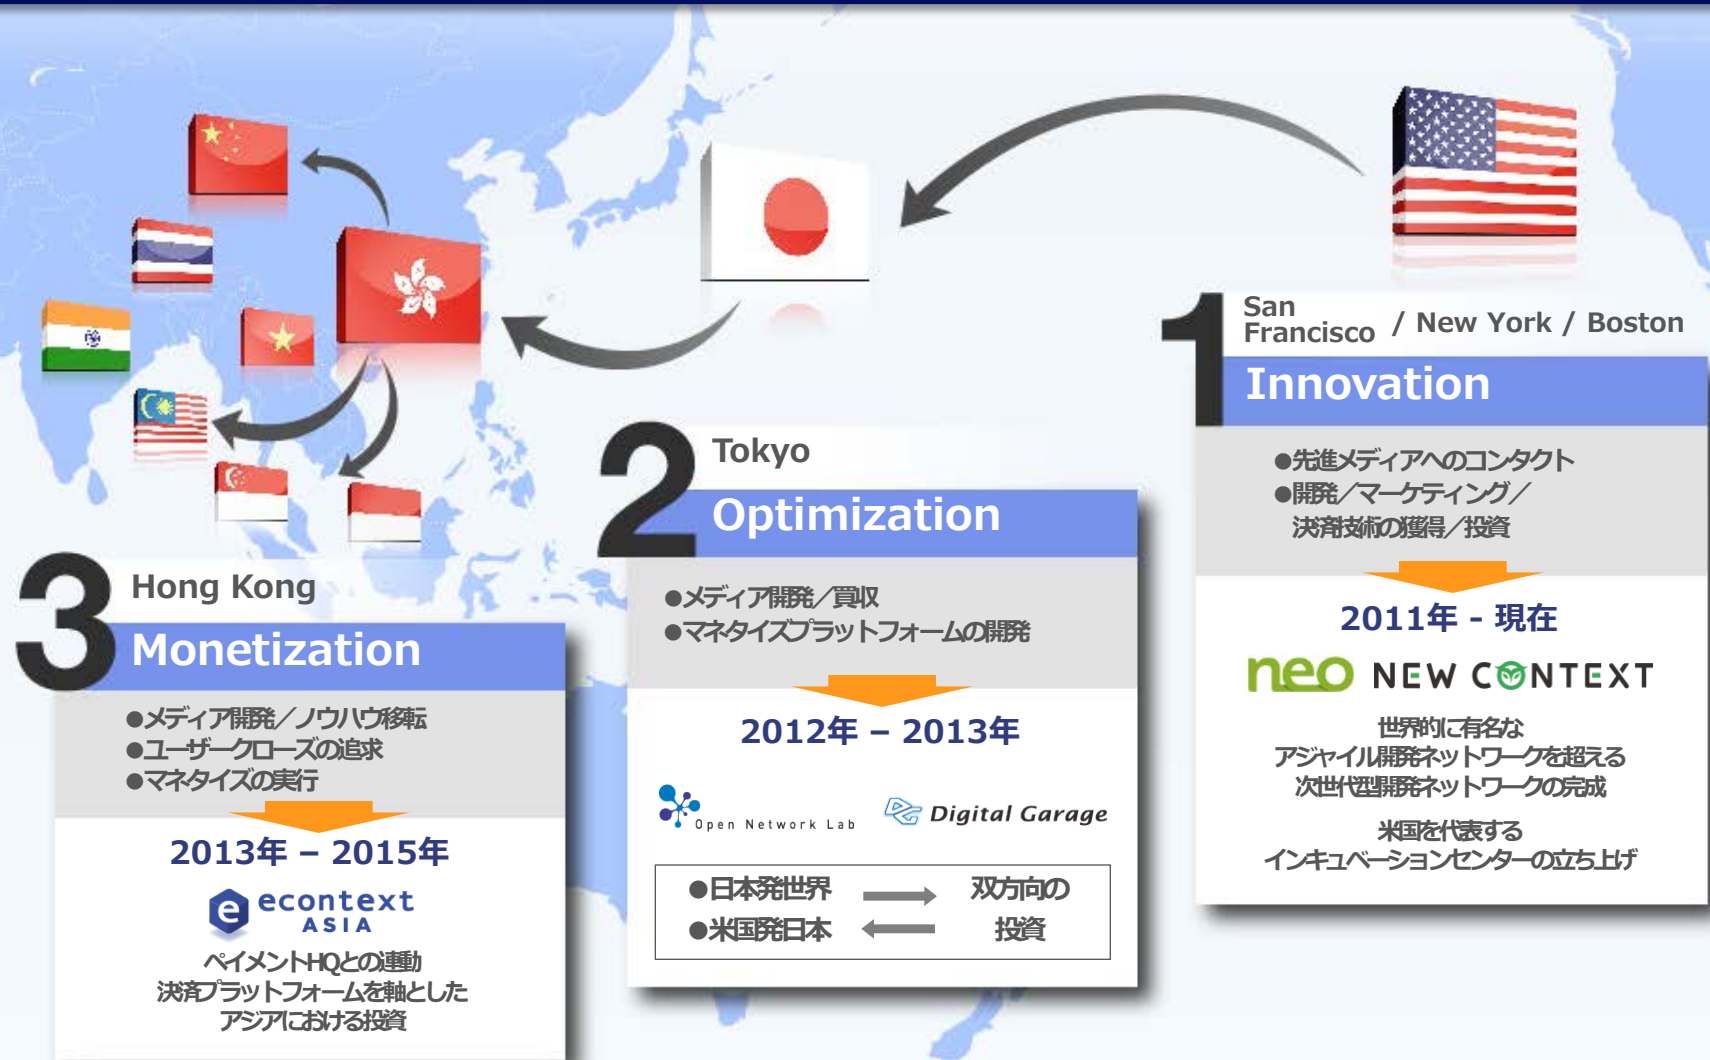 1
San
Francisco / New York / Boston
Innovation
●先進メディアへのコンタクト
●開発／マーケティング／
決済技術の獲得／投資
2011年 - 現在
neo NEW CONTEXT
世界的に有名な
アジャイル開発ネットワークを超える
次世代型開発ネットワークの完成
米国を代表する
インキュベーションセンターの立ち上げ
2
Tokyo
Optimization
●メディア開発／買収
●マネタイズプラットフォームの開発
2012年 – 2013年
Open Network Lab
Digital Garage
●日本発世界 双方向の
●米国発日本 投資
3
Hong Kong
Monetization
●メディア開発／ノウハウ移転
●ユーザークローズの追求
●マネタイズの実行
2013年 – 2015年
e econtext
ASIA
ペイメントHQとの連動
決済プラットフォームを軸とした
アジアにおける投資